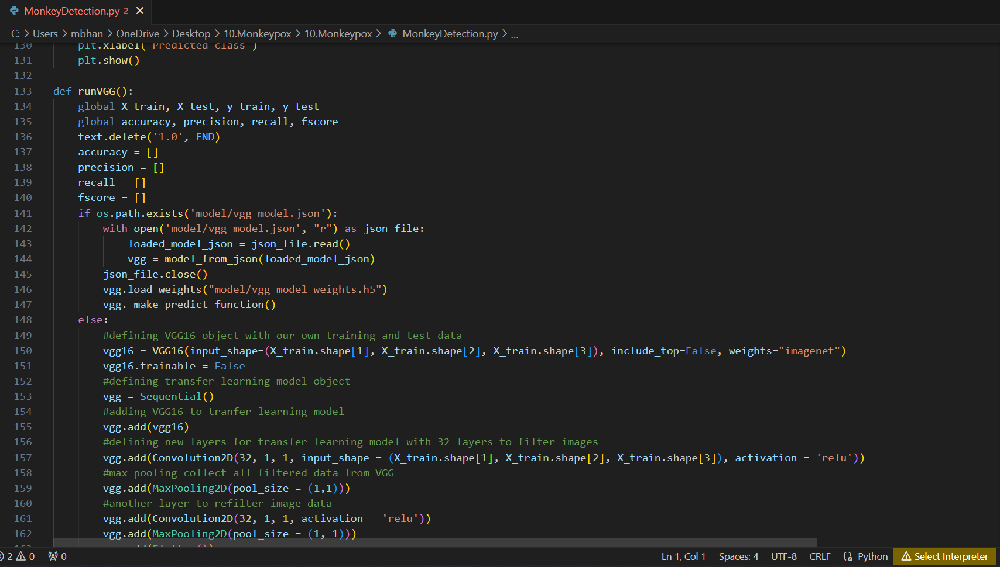 MonkeyDetection.py 2 ×
C: > Users > mbhan > OneDrive > Desktop > 10.Monkeypox > 10.Monkeypox > MonkeyDetection.py > ...
130 plt.xlabel('Predicted class')
131 plt.show()
132
133 def runVGG():
134 global X_train, X_test, y_train, y_test
135 global accuracy, precision, recall, fscore
136 text.delete('1.0', END)
137 accuracy = []
138 precision = []
139 recall = []
140 fscore = []
141 if os.path.exists('model/vgg_model.json'):
142 with open('model/vgg_model.json', "r") as json_file:
143 loaded_model_json = json_file.read()
144 vgg = model_from_json(loaded_model_json)
145 json_file.close()
146 vgg.load_weights("model/vgg_model_weights.h5")
147 vgg._make_predict_function()
148 else:
149 #defining VGG16 object with our own training and test data
150 vgg16 = VGG16(input_shape=(X_train.shape[1], X_train.shape[2], X_train.shape[3]), include_top=False, weights="imagenet")
151 vgg16.trainable = False
152 #defining transfer learning model object
153 vgg = Sequential()
154 #adding VGG16 to tranfer learning model
155 vgg.add(vgg16)
156 #defining new layers for transfer learning model with 32 layers to filter images
157 vgg.add(Convolution2D(32, 1, 1, input_shape = (X_train.shape[1], X_train.shape[2], X_train.shape[3]), activation = 'relu'))
158 #max pooling collect all filtered data from VGG
159 vgg.add(MaxPooling2D(pool_size = (1,1)))
160 #another layer to refilter image data
161 vgg.add(Convolution2D(32, 1, 1, activation = 'relu'))
162 vgg.add(MaxPooling2D(pool_size = (1, 1)))
2 0 0 Ln 1, Col 1 Spaces: 4 UTF-8 CRLF Python Select Interpreter